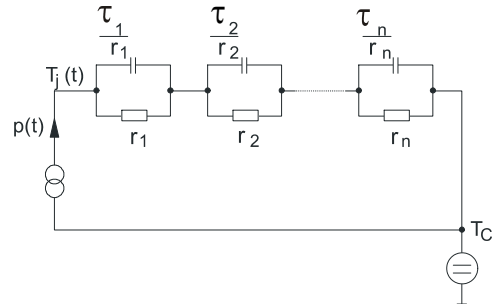 τ1 τ2 τn
r1 r2 rn
Tj(t)
r1 r2 rn
p(t)
TC